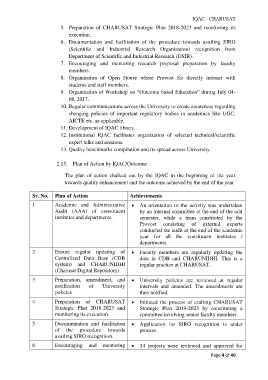 IQAC - CHARUSAT
5. Preparation of CHARUSAT Strategic Plan 2018-2023 and monitoring its
execution.
6. Documentation and facilitation of the procedure towards availing SIRO
(Scientific and Industrial Research Organisation) recognition from
Department of Scientific and Industrial Research (DSIR).
7. Encouraging and mentoring research proposal preparation by faculty
members.
8. Organization of Open House where Provost Sir directly interact with
students and staff members.
9. Organization of Workshop on "Outcome based Education" during July 04-
08, 2017.
10. Regular communications across the University to create awareness regarding
changing policies of important regulatory bodies in academics like UGC,
AICTE etc. as applicable.
11. Development of IQAC library.
12. Institutional IQAC facilitates organization of selected technical/scientific
expert talks and sessions.
13. Quality benchmarks compilation and its spread across University.
2.15. Plan of Action by IQAC/Outcome
The plan of action chalked out by the IQAC in the beginning of the year
towards quality enhancement and the outcome achieved by the end of the year
Sr. No. Plan of Action Achievements
1 Academic and Administrative • An orientation to the activity was undertaken
Audit (AAA) of constituent by an internal committee at the end of the odd
institutes and departments. semester, while a team constituted by the
Provost consisting of external experts
conducted the audit at the end of the academic
year for all the constituent institutes /
departments.
2 Ensure regular updating of • Faculty members are regularly updating the
Centralized Data Base (CDB data in CDB and CHARUNIDHI. This is a
system) and CHARUNIDHI regular practice at CHARUSAT.
(Charusat Digital Repository)
3 Preparation, amendment, and • University policies are reviewed at regular
notification of University intervals and amended. The amendments are
policies then notified.
4 Preparation of CHARUSAT • Initiated the process of crafting CHARUSAT
Strategic Plan 2018-2023 and Strategic Plan 2018-2023 by constituting a
monitoring its execution. committee involving senior faculty members.
5 Documentation and facilitation • Application for SIRO recognition is under
of the procedure towards process.
availing SIRO recognition.
6 Encouraging and mentoring • 34 projects were reviewed and approved for
Page 4 of 40